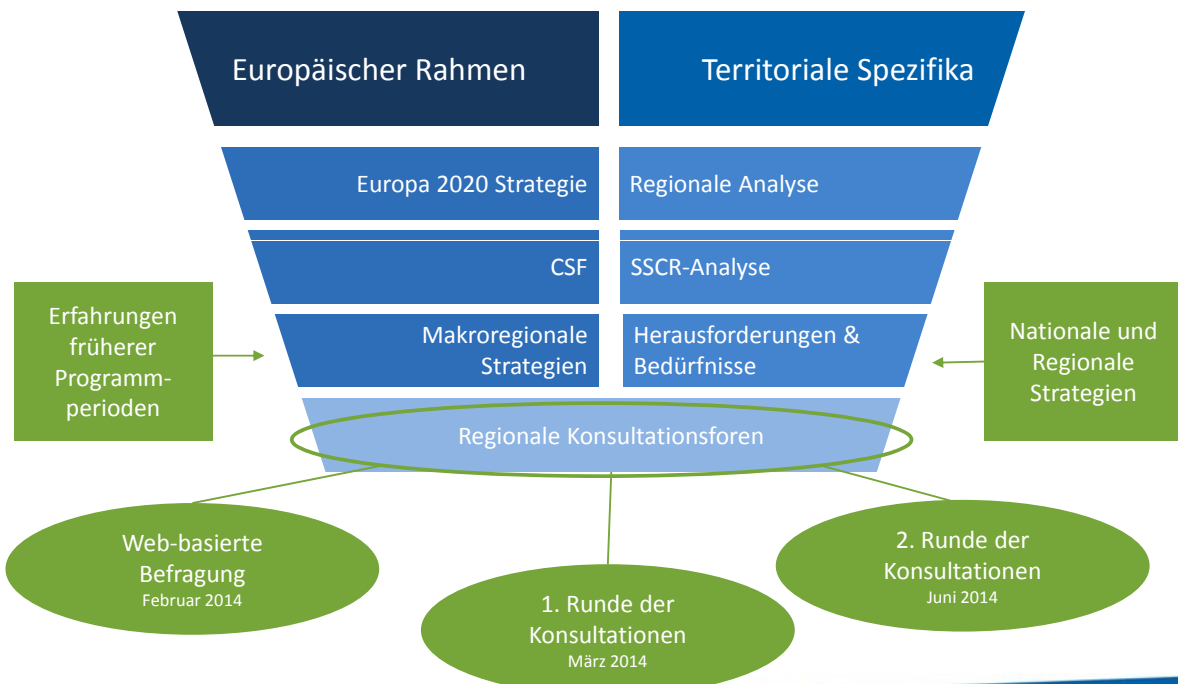 Europäischer Rahmen
Territoriale Spezifika
Europa 2020 Strategie
Regionale Analyse
CSF
SSCR-Analyse
Makroregionale
Strategien
Herausforderungen &
Bedürfnisse
Erfahrungen
früherer
Programm-
perioden
Nationale und
Regionale
Strategien
Regionale Konsultationsforen
Web-basierte
Befragung
Februar 2014
1. Runde der
Konsultationen
März 2014
2. Runde der
Konsultationen
Juni 2014